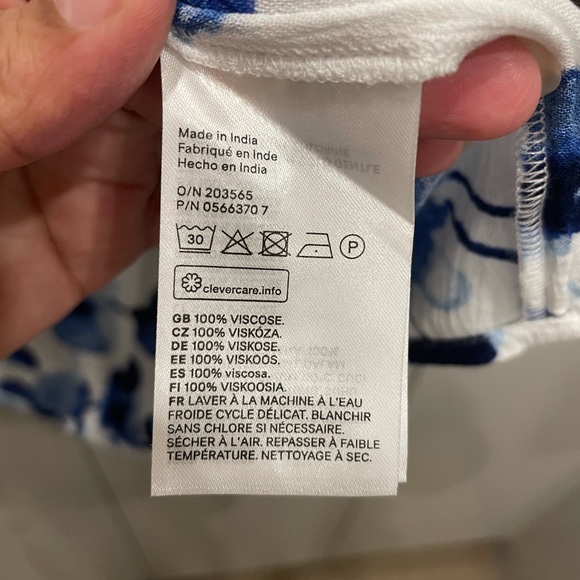 Made in India
Fabriqué en Inde
Hecho en India
O/N 203565
P/N 0566370 7
30 P
clevercare.info
GB 100% VISCOSE.
CZ 100% VISKÓZA.
DE 100% VISKOSE.
EE 100% VISKOOS.
ES 100% viscosa.
FI 100% VISKOOSIA.
FR LAVER À LA MACHINE À L'EAU
FROIDE CYCLE DÉLICAT. BLANCHIR
SANS CHLORE SI NÉCESSAIRE.
SÉCHER À L'AIR. REPASSER À FAIBLE
TEMPÉRATURE. NETTOYAGE À SEC.